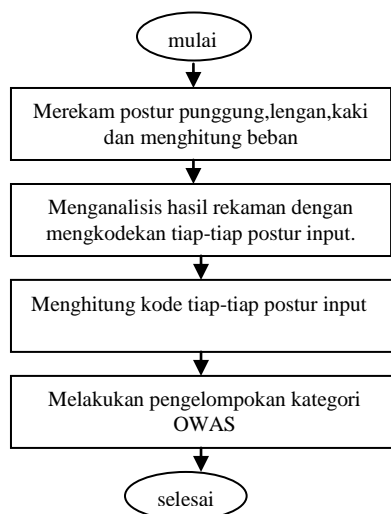 mulai
Merekam postur punggung,lengan,kaki
dan menghitung beban
Menganalisis hasil rekaman dengan
mengkodekan tiap-tiap postur input.
Menghitung kode tiap-tiap postur input
Melakukan pengelompokan kategori
OWAS
selesai